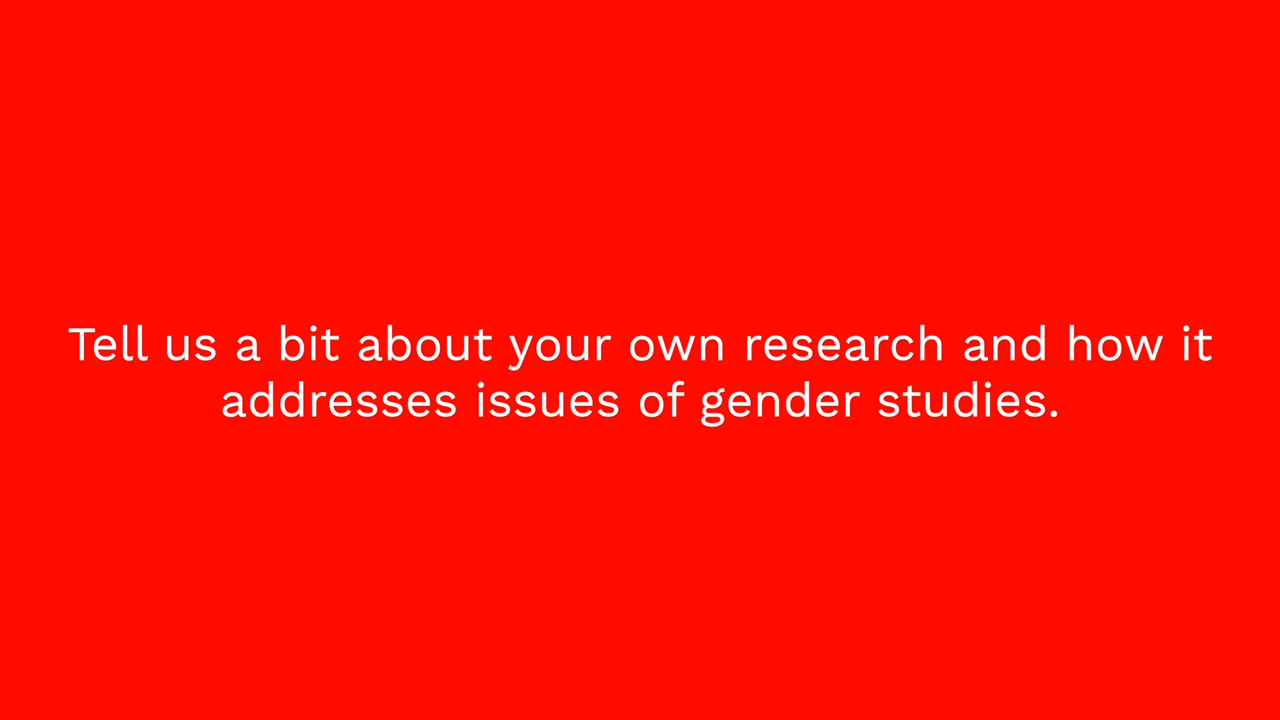 Tell us a bit about your own research and how it
addresses issues of gender studies.